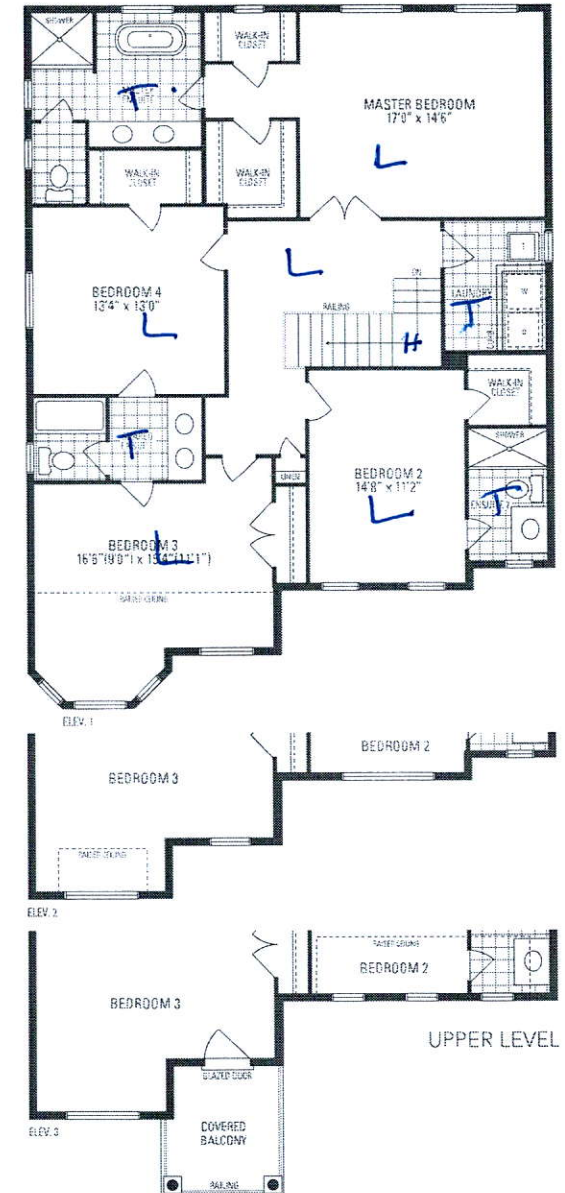 SHOWER
WALK-IN
CLOSET
T
MASTER BEDROOM
17'0" x 14'6"
L
WALK-IN
CLOSET
WALK-IN
CLOSET
L
BEDROOM 4
13'4" x 13'0"
L
DN
RAILING
H
LAUNDRY
T
W
D
WALK-IN
CLOSET
T
SHOWER
LINEN
BEDROOM 2
14'8" x 11'2"
L
ENSUITE 2
T
BEDROOM 3
L
RAISED CEILING
ELEV. 1
BEDROOM 2
BEDROOM 3
RAISED CEILING
ELEV. 2
RAISED CEILING
BEDROOM 2
BEDROOM 3
UPPER LEVEL
GLAZED DOOR
ELEV. 3
COVERED
BALCONY
RAILING